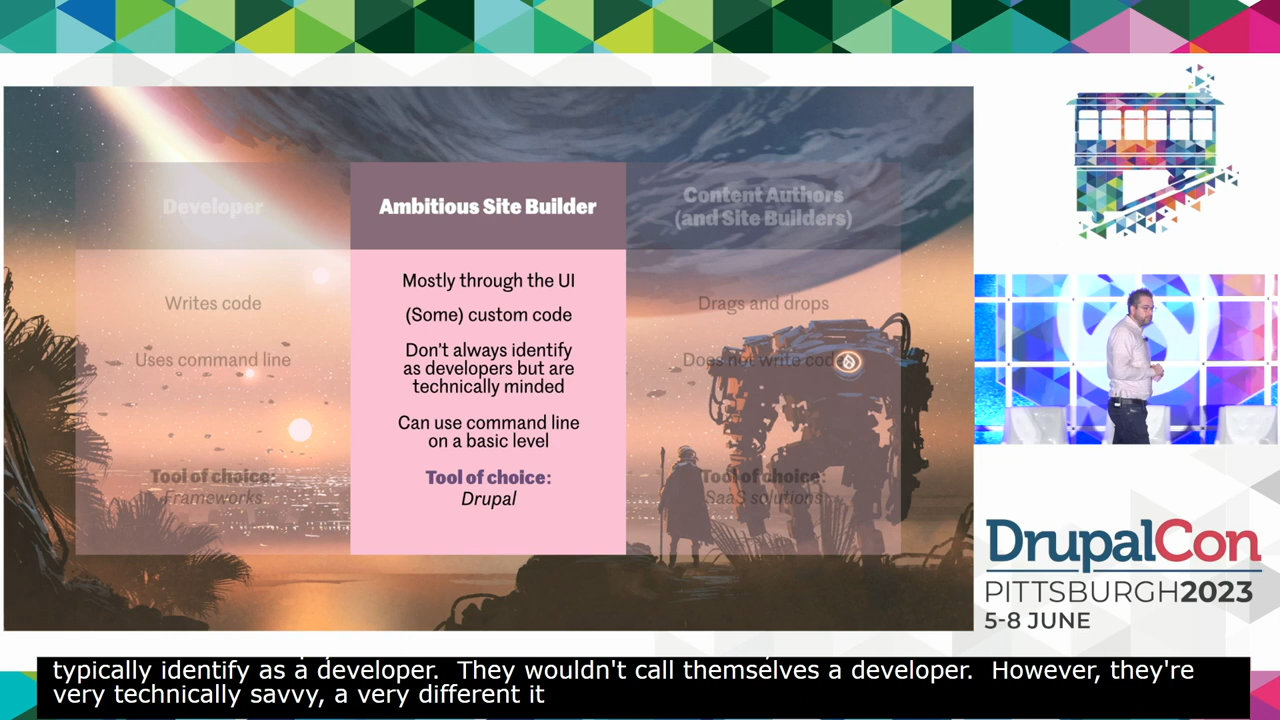 Developer
Writes code
Uses command line
Tool of choice:
Frameworks
Ambitious Site Builder
Mostly through the UI
(Some) custom code
Don't always identify
as developers but are
technically minded
Can use command line
on a basic level
Tool of choice:
Drupal
Content Authors
(and Site Builders)
Drags and drops
Does not write code
Tool of choice:
SaaS solutions
DrupalCon
PITTSBURGH2023
5-8 JUNE
typically identify as a developer.  They wouldn't call themselves a developer.  However, they're
very technically savvy, a very different it